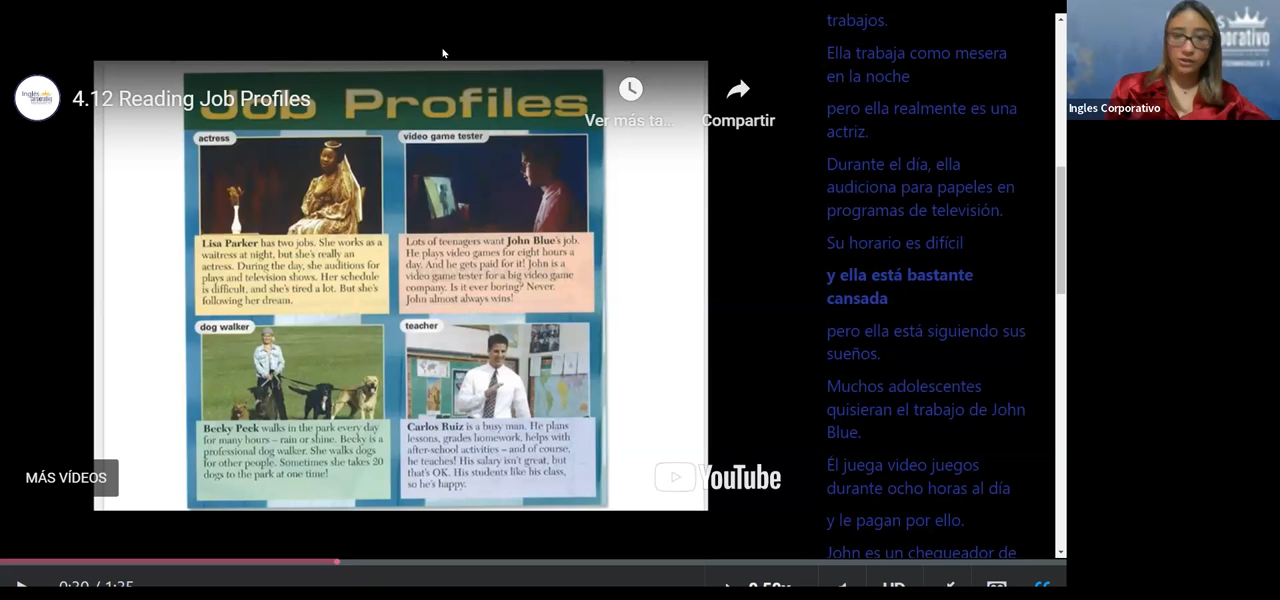 4.12 Reading Job Profiles
Job Profiles
Ver más ta...
Compartir
actress
Lisa Parker has two jobs. She works as a
waitress at night, but she's really an
actress. During the day, she auditions for
plays and television shows. Her schedule
is difficult, and she's tired a lot. But she's
following her dream.
video game tester
Lots of teenagers want John Blue's job.
He plays video games for eight hours a
day. And he gets paid for it! John is a
video game tester for a big video game
company. Is it ever boring? Never.
John almost always wins!
dog walker
Becky Peck walks in the park every day
for many hours – rain or shine. Becky is a
professional dog walker. She walks dogs
for other people. Sometimes she takes 20
dogs to the park at one time!
teacher
Carlos Ruiz is a busy man. He plans
lessons, grades homework, helps with
after-school activities – and of course,
he teaches! His salary isn't great, but
that's OK. His students like his class,
so he's happy.
MÁS VÍDEOS
YouTube
0:30 / 1:35
HD
trabajos.
Ella trabaja como mesera
en la noche
pero ella realmente es una
actriz.
Durante el día, ella
audiciona para papeles en
programas de televisión.
Su horario es difícil
y ella está bastante
cansada
pero ella está siguiendo sus
sueños.
Muchos adolescentes
quisieran el trabajo de John
Blue.
Él juega video juegos
durante ocho horas al día
y le pagan por ello.
John es un chequeador de
Ingles Corporativo